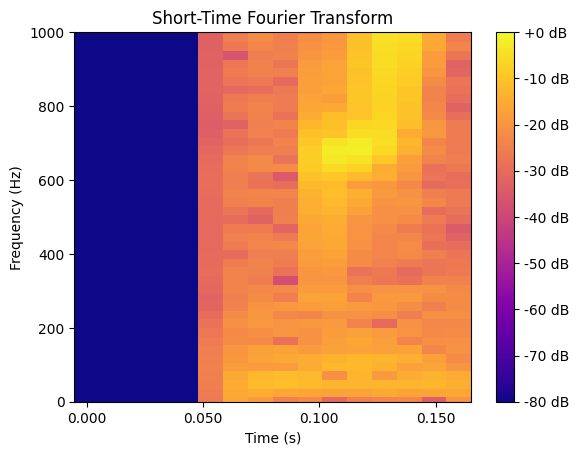 Short-Time Fourier Transform
1000
800
600
400
200
0
Frequency (Hz)
0.000
0.050
0.100
0.150
Time (s)
+0 dB
-10 dB
-20 dB
-30 dB
-40 dB
-50 dB
-60 dB
-70 dB
-80 dB